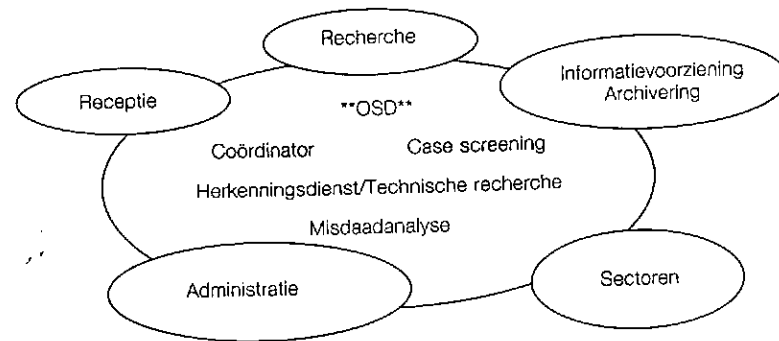 Recherche
Informatievoorziening
Archivering
Receptie
**OSD**
Coördinator
Case screening
Herkenningsdienst/Technische recherche
Misdaadanalyse
Administratie
Sectoren